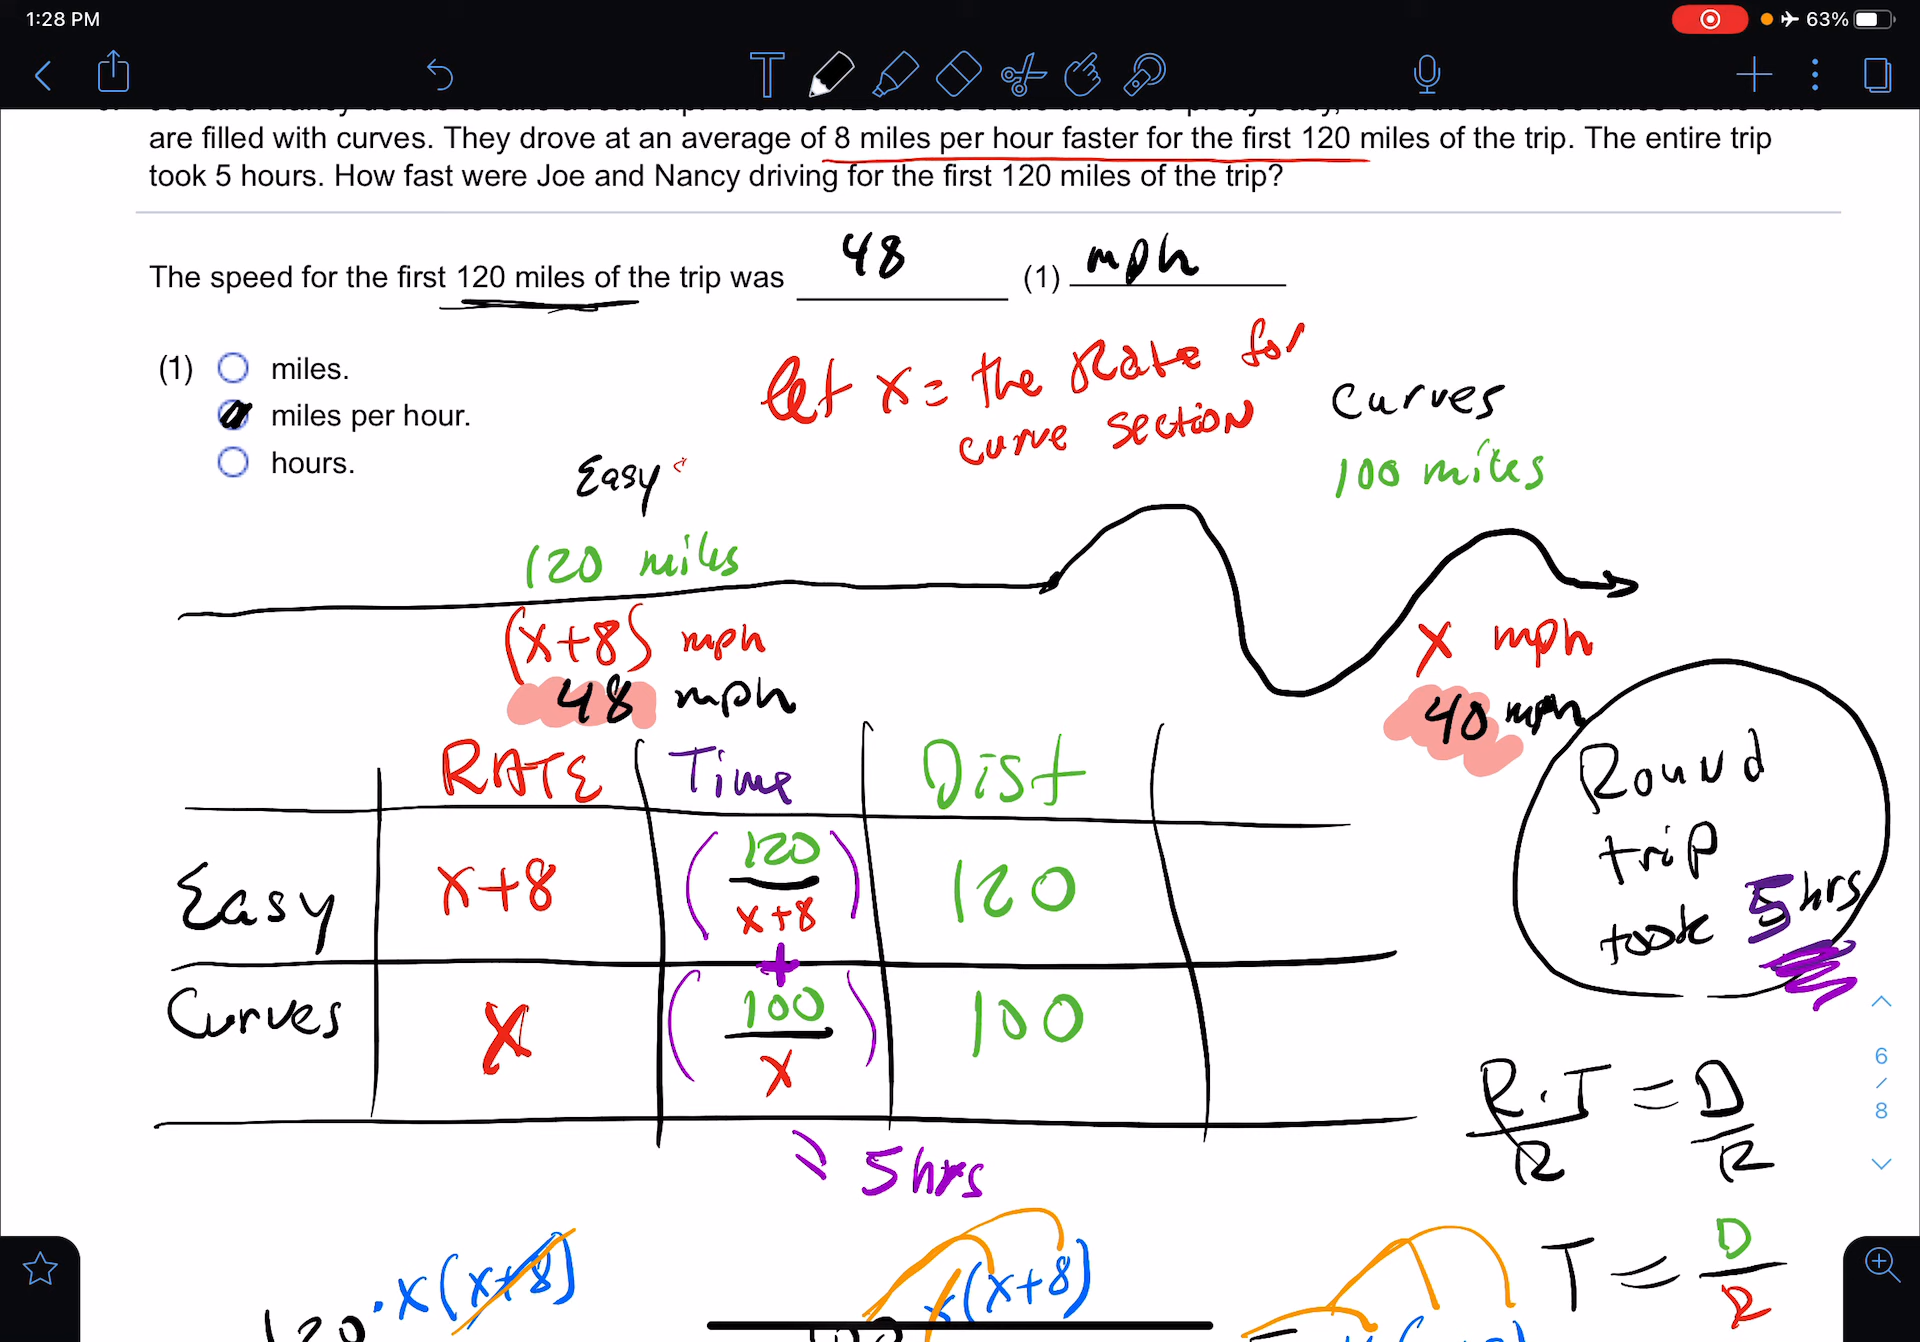 1:28 PM
63%
are filled with curves. They drove at an average of 8 miles per hour faster for the first 120 miles of the trip. The entire trip
took 5 hours. How fast were Joe and Nancy driving for the first 120 miles of the trip?
The speed for the first 120 miles of the trip was 48 (1) mph
(1) miles.
miles per hour.
hours.
let x = the Rate for
curve section
Easy
Curves
100 miles
120 miles
(x+8) mph
48 mph
x mph
40 mph
RATE Time Dist
Easy x+8 (120/x+8) 120
+
Curves x (100/x) 100
= 5 hrs
Round
trip
took 5 hrs
R·T/R = D/R
T = D/R
6
/
8
120 · x(x+8)
x(x+8)